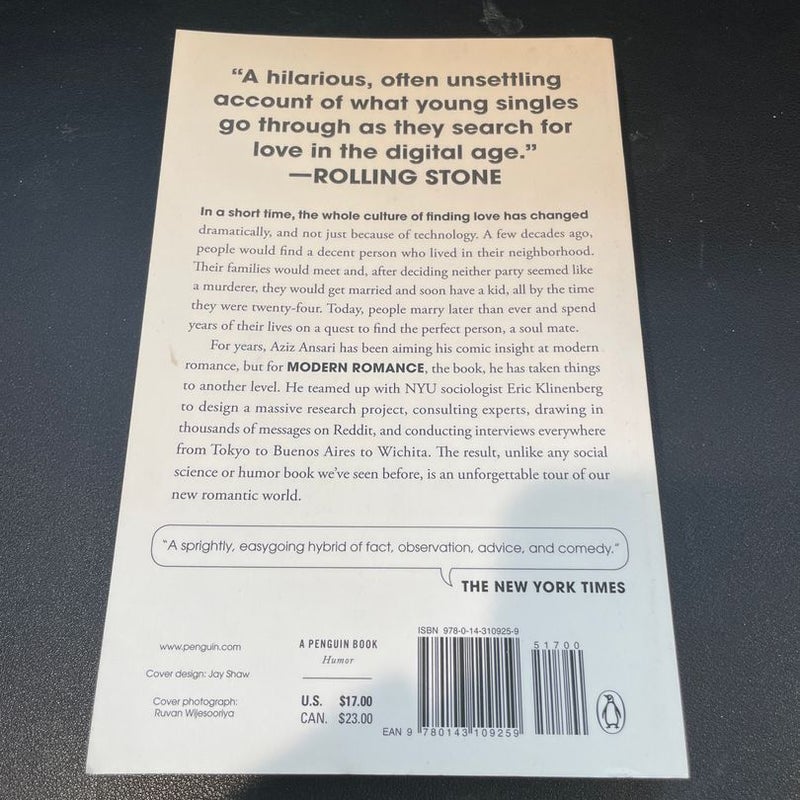 “A hilarious, often unsettling
account of what young singles
go through as they search for
love in the digital age.”
—ROLLING STONE
In a short time, the whole culture of finding love has changed
dramatically, and not just because of technology. A few decades ago,
people would find a decent person who lived in their neighborhood.
Their families would meet and, after deciding neither party seemed like
a murderer, they would get married and soon have a kid, all by the time
they were twenty-four. Today, people marry later than ever and spend
years of their lives on a quest to find the perfect person, a soul mate.
For years, Aziz Ansari has been aiming his comic insight at modern
romance, but for MODERN ROMANCE, the book, he has taken things
to another level. He teamed up with NYU sociologist Eric Klinenberg
to design a massive research project, consulting experts, drawing in
thousands of messages on Reddit, and conducting interviews everywhere
from Tokyo to Buenos Aires to Wichita. The result, unlike any social
science or humor book we’ve seen before, is an unforgettable tour of our
new romantic world.
“A sprightly, easygoing hybrid of fact, observation, advice, and comedy.”
THE NEW YORK TIMES
www.penguin.com
Cover design: Jay Shaw
Cover photograph:
Ruvan Wijesooriya
A PENGUIN BOOK
Humor
U.S. $17.00
CAN. $23.00
ISBN 978-0-14-310925-9
51700
EAN 9 780143 109259